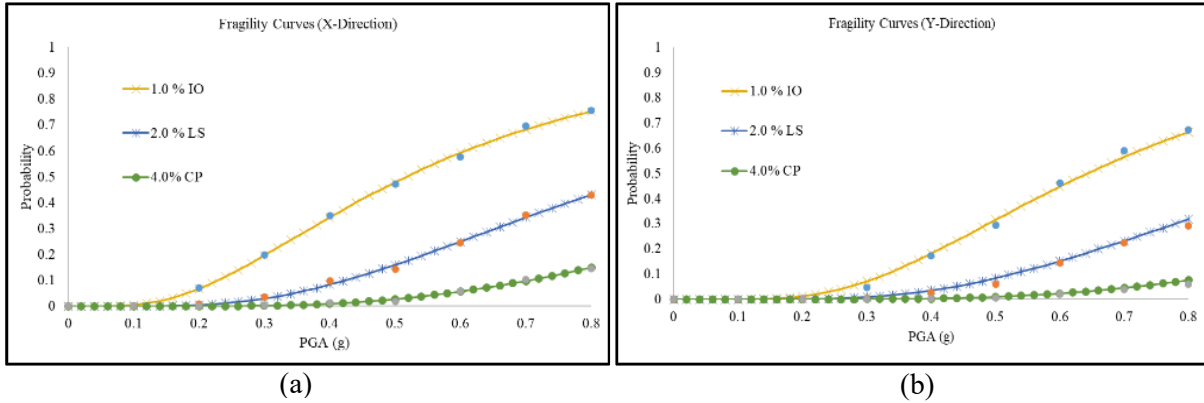 Fragility Curves (X-Direction)
1
0.9
0.8
0.7
0.6
0.5
0.4
0.3
0.2
0.1
0
Probability
1.0 % IO
2.0 % LS
4.0% CP
0 0.1 0.2 0.3 0.4 0.5 0.6 0.7 0.8
PGA (g)
(a)
Fragility Curves (Y-Direction)
1
0.9
0.8
0.7
0.6
0.5
0.4
0.3
0.2
0.1
0
Probability
1.0 % IO
2.0 % LS
4.0% CP
0 0.1 0.2 0.3 0.4 0.5 0.6 0.7 0.8
PGA (g)
(b)